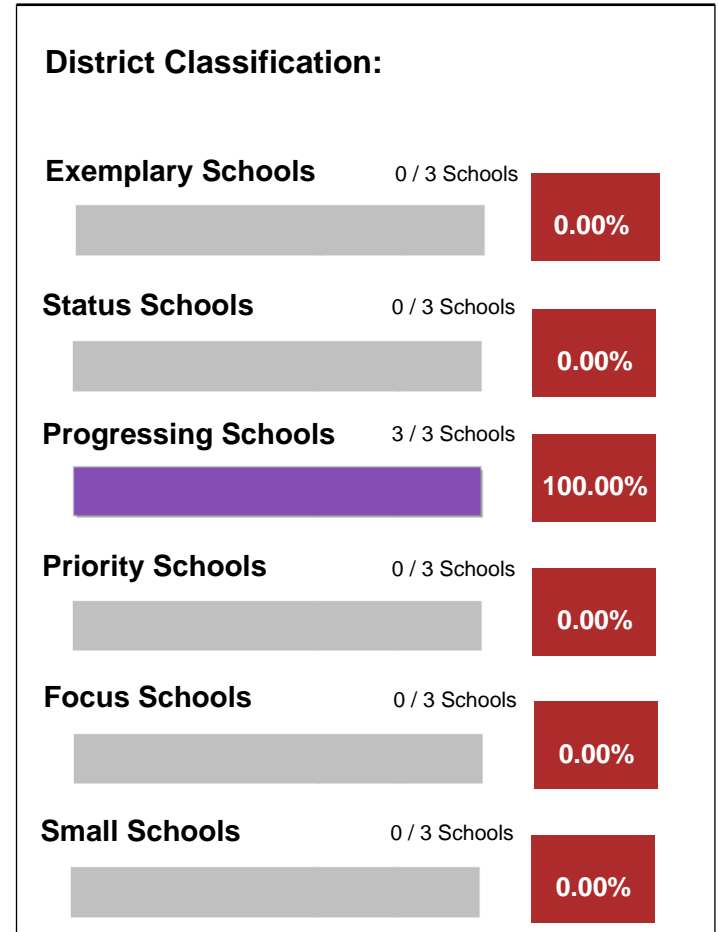 District Classification:
Exemplary Schools 0 / 3 Schools
0.00%
Status Schools 0 / 3 Schools
0.00%
Progressing Schools 3 / 3 Schools
100.00%
Priority Schools 0 / 3 Schools
0.00%
Focus Schools 0 / 3 Schools
0.00%
Small Schools 0 / 3 Schools
0.00%